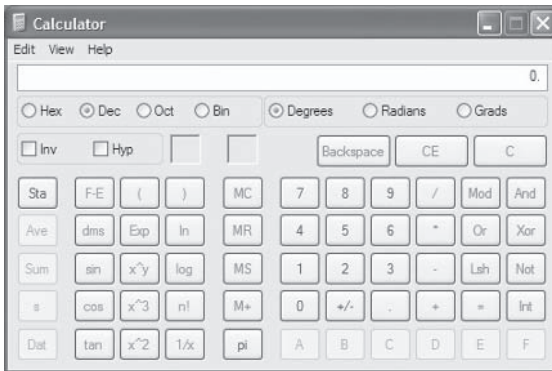 Calculator
Edit View Help
0.
Hex Dec Oct Bin Degrees Radians Grads
Inv Hyp Backspace CE C
Sta F-E ( ) MC 7 8 9 / Mod And
Ave dms Exp ln MR 4 5 6 * Or Xor
Sum sin x^y log MS 1 2 3 - Lsh Not
s cos x^3 n! M+ 0 +/- . + = Int
Dat tan x^2 1/x pi A B C D E F